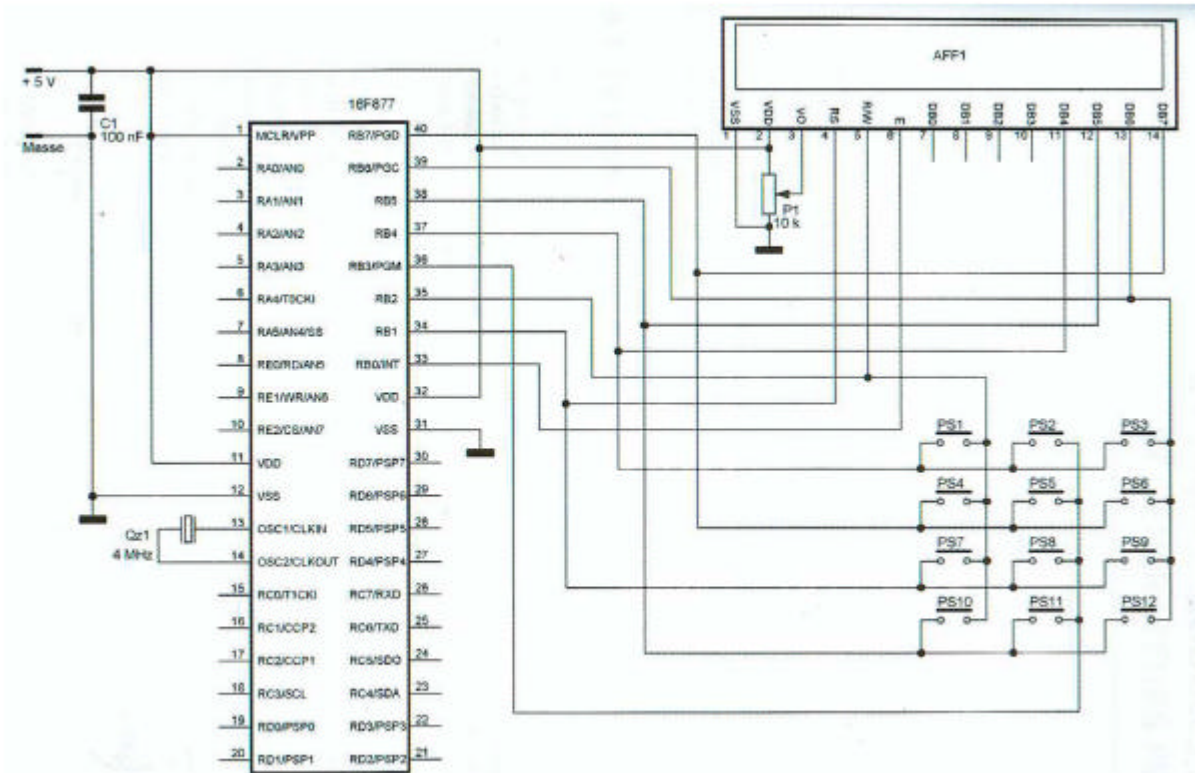 AFF1
+ 5 V
C1
100 nF
Masse
16F877
VSS VDD VO RS R/W E DB0 DB1 DB2 DB3 DB4 DB5 DB6 DB7
1 2 3 4 5 6 7 8 9 10 11 12 13 14
P1
10 k
1 MCLR/VPP RB7/PGD 40
2 RA0/AN0 RB6/PGC 39
3 RA1/AN1 RB5 38
4 RA2/AN2 RB4 37
5 RA3/AN3 RB3/PGM 36
6 RA4/T0CKI RB2 35
7 RA5/AN4/SS RB1 34
8 RE0/RD/AN5 RB0/INT 33
9 RE1/WR/AN6 VDD 32
10 RE2/CS/AN7 VSS 31
11 VDD RD7/PSP7 30
12 VSS RD6/PSP6 29
13 OSC1/CLKIN RD5/PSP5 28
14 OSC2/CLKOUT RD4/PSP4 27
15 RC0/T1CKI RC7/RXD 26
16 RC1/CCP2 RC6/TXD 25
17 RC2/CCP1 RC5/SDO 24
18 RC3/SCL RC4/SDA 23
19 RD0/PSP0 RD3/PSP3 22
20 RD1/PSP1 RD2/PSP2 21
Qz1
4 MHz
PS1 PS2 PS3
PS4 PS5 PS6
PS7 PS8 PS9
PS10 PS11 PS12